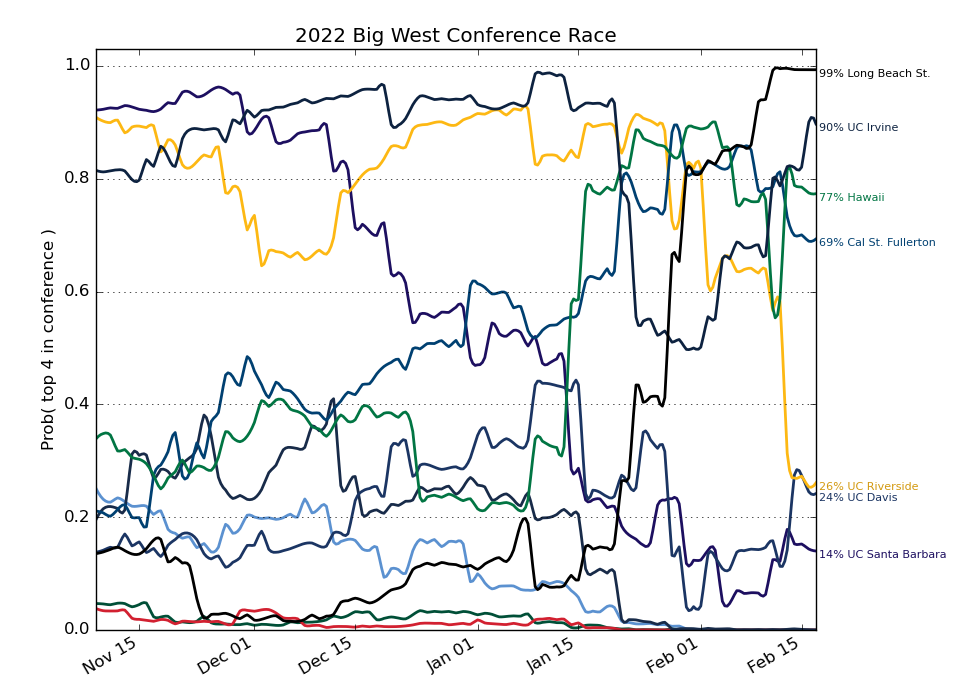 2022 Big West Conference Race
Prob( top 4 in conference )
1.0
0.8
0.6
0.4
0.2
0.0
Nov 15
Dec 01
Dec 15
Jan 01
Jan 15
Feb 01
Feb 15
99% Long Beach St.
90% UC Irvine
77% Hawaii
69% Cal St. Fullerton
26% UC Riverside
24% UC Davis
14% UC Santa Barbara